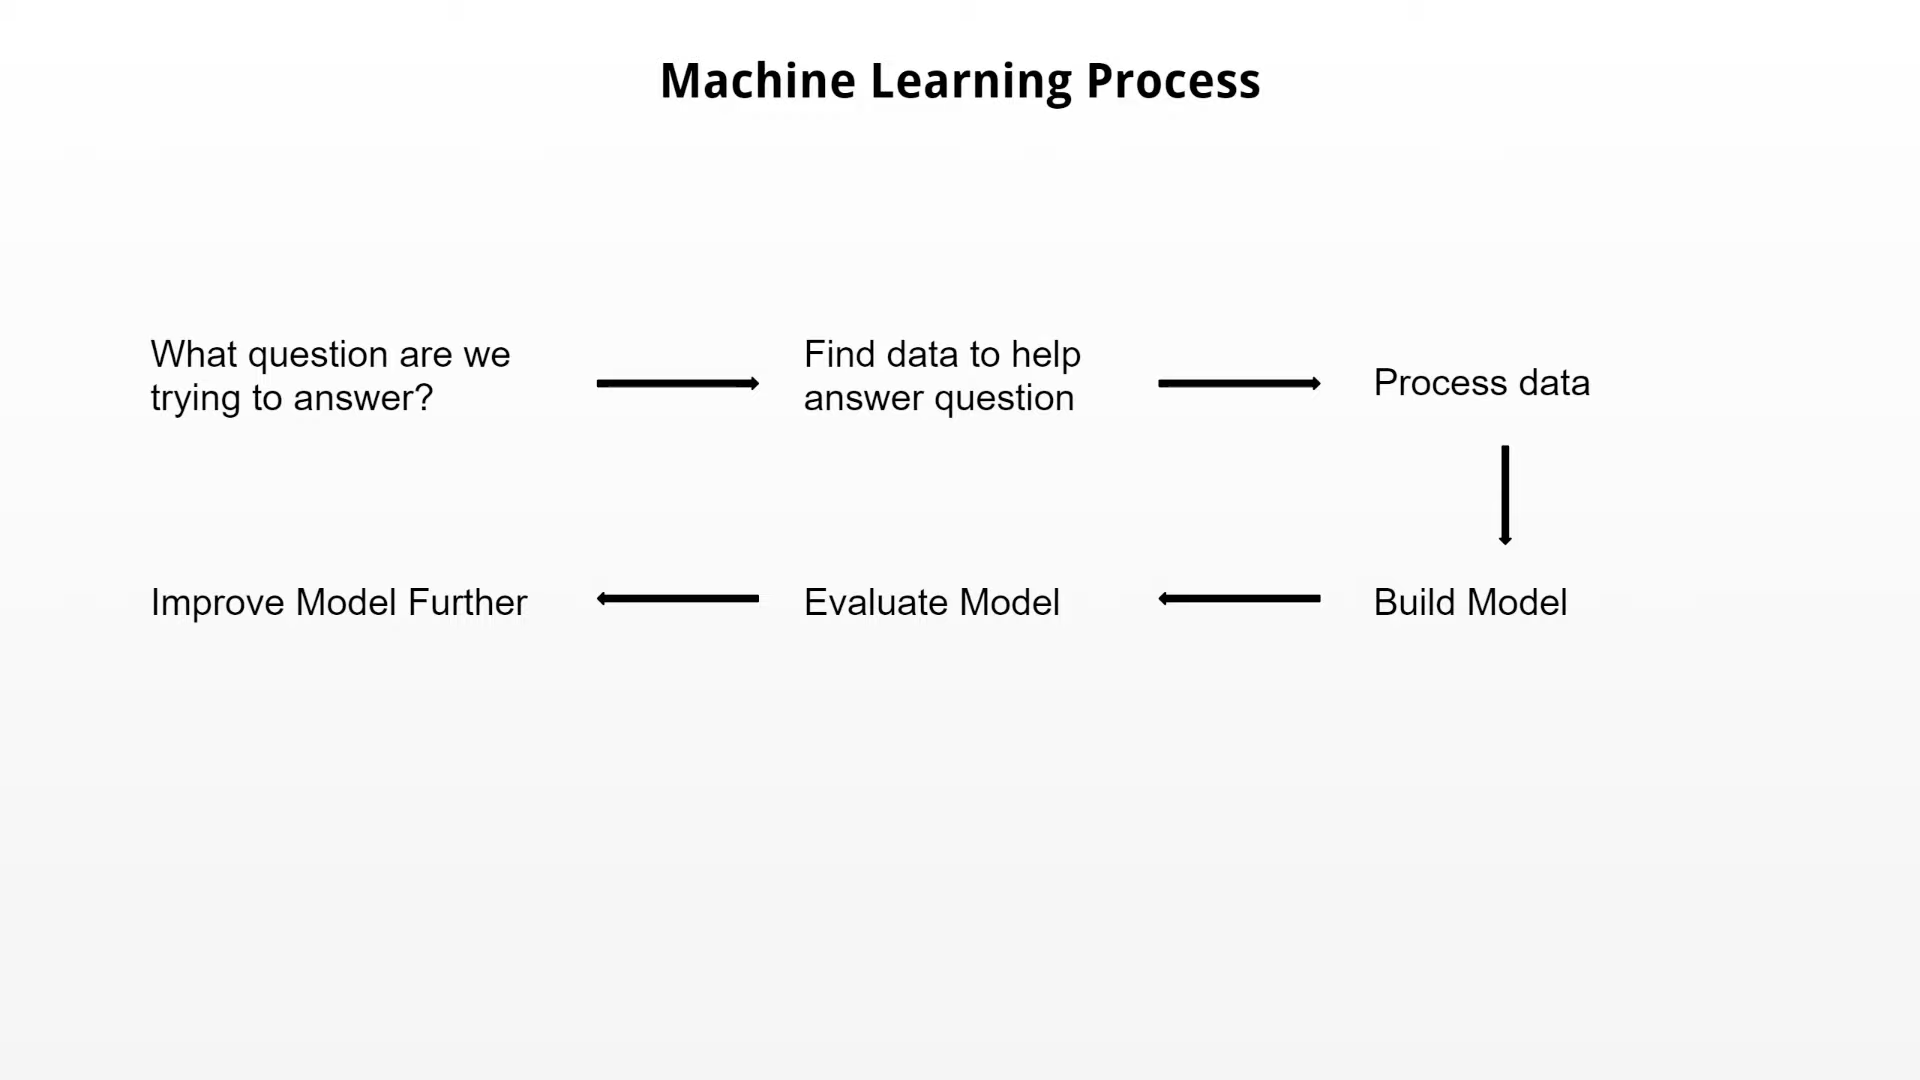 Machine Learning Process
What question are we
trying to answer?
Find data to help
answer question
Process data
Build Model
Evaluate Model
Improve Model Further